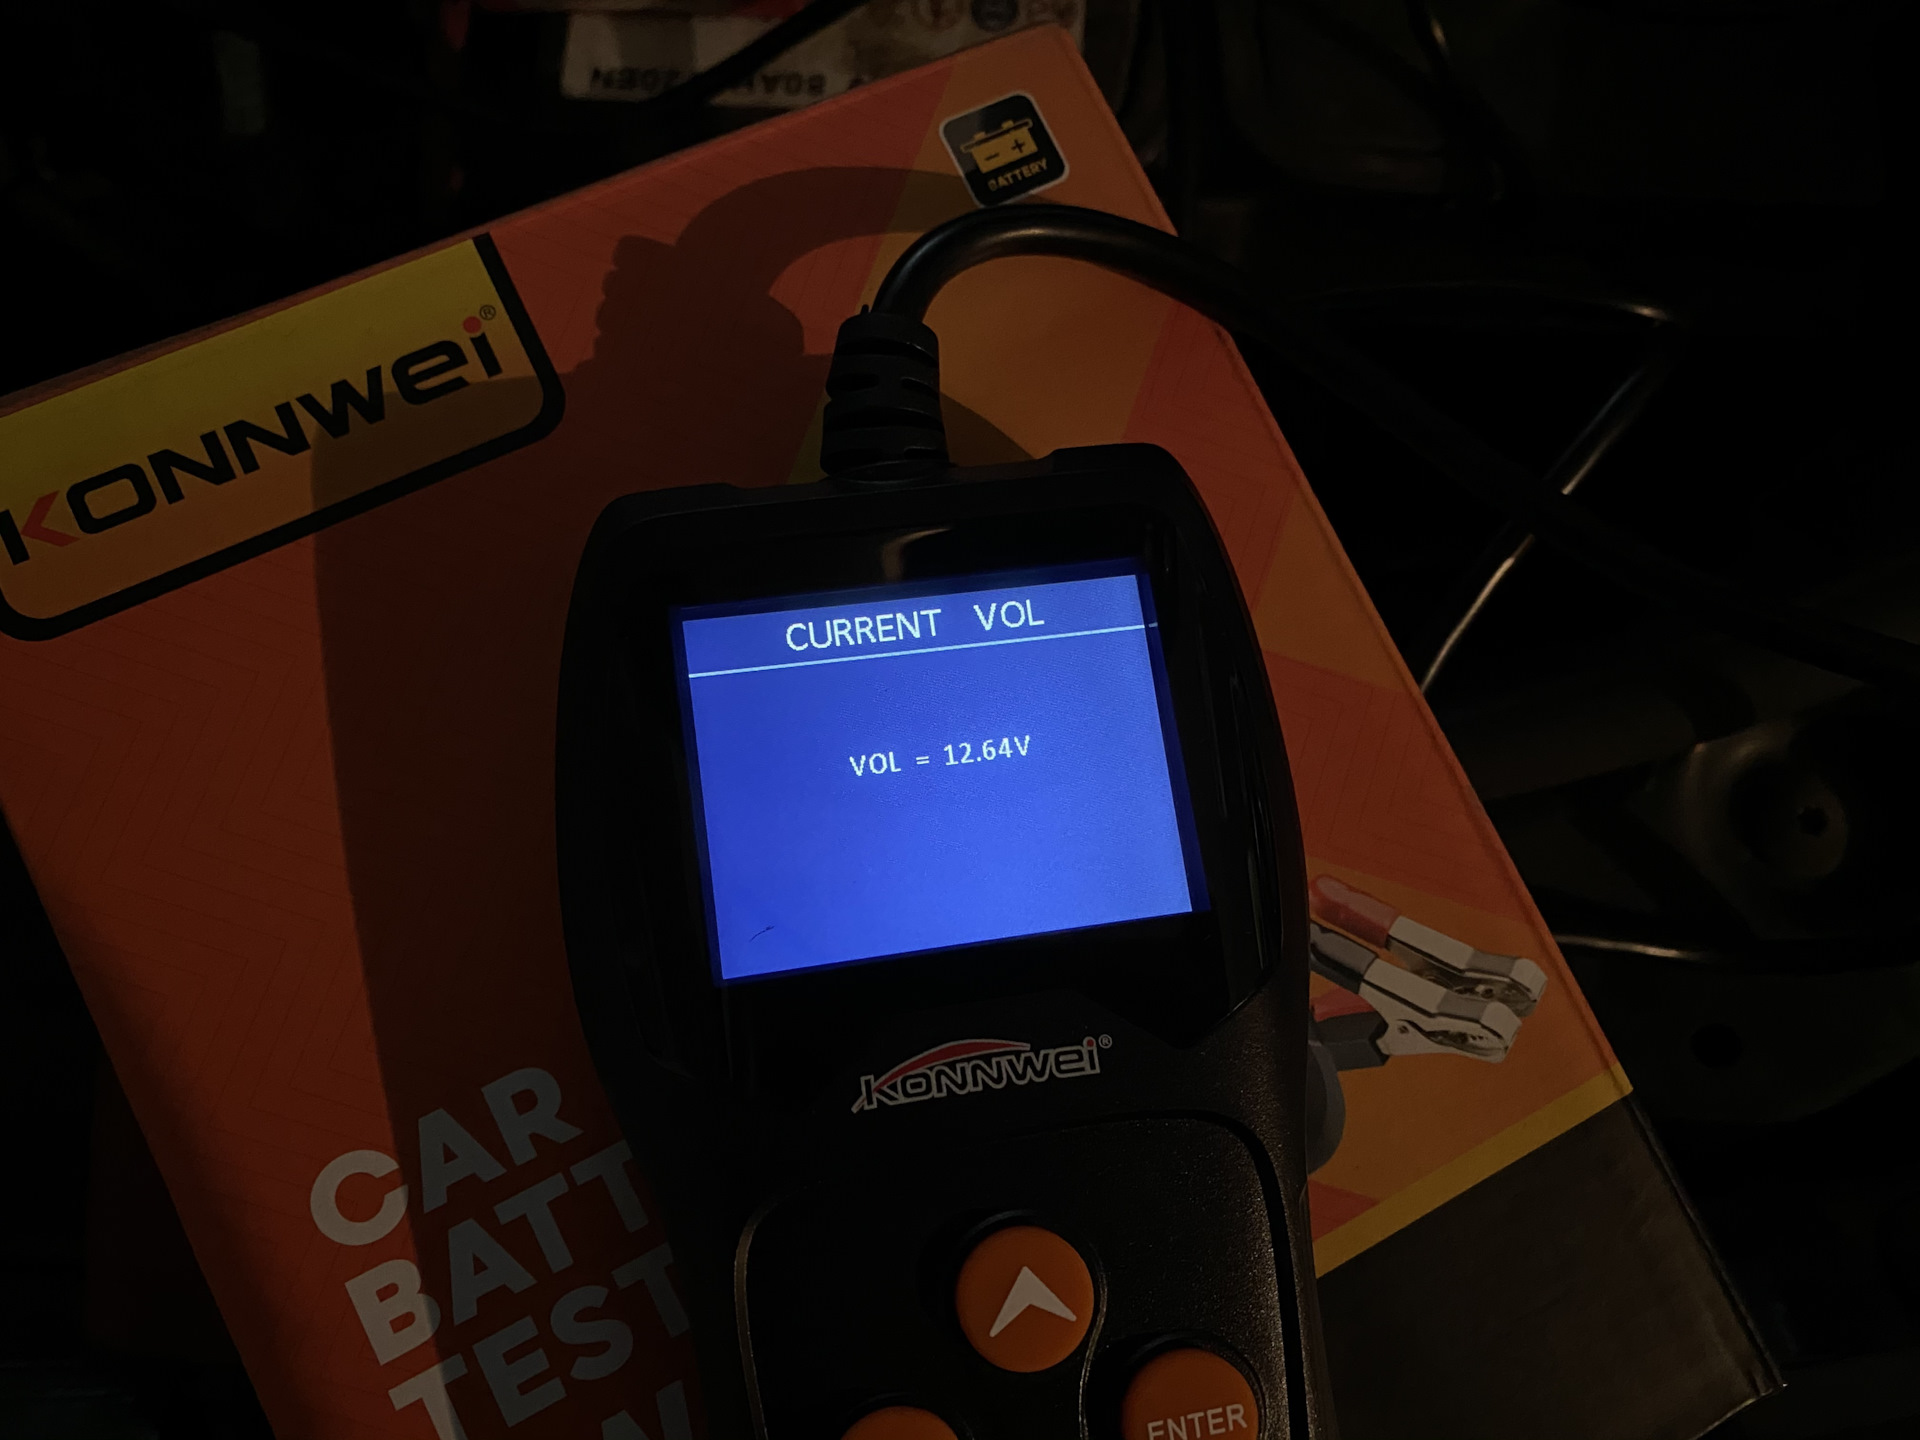 BATTERY
KONNWEI®
CURRENT VOL
VOL = 12.64V
KONNWEI®
CAR
BATT
TEST
ENTER